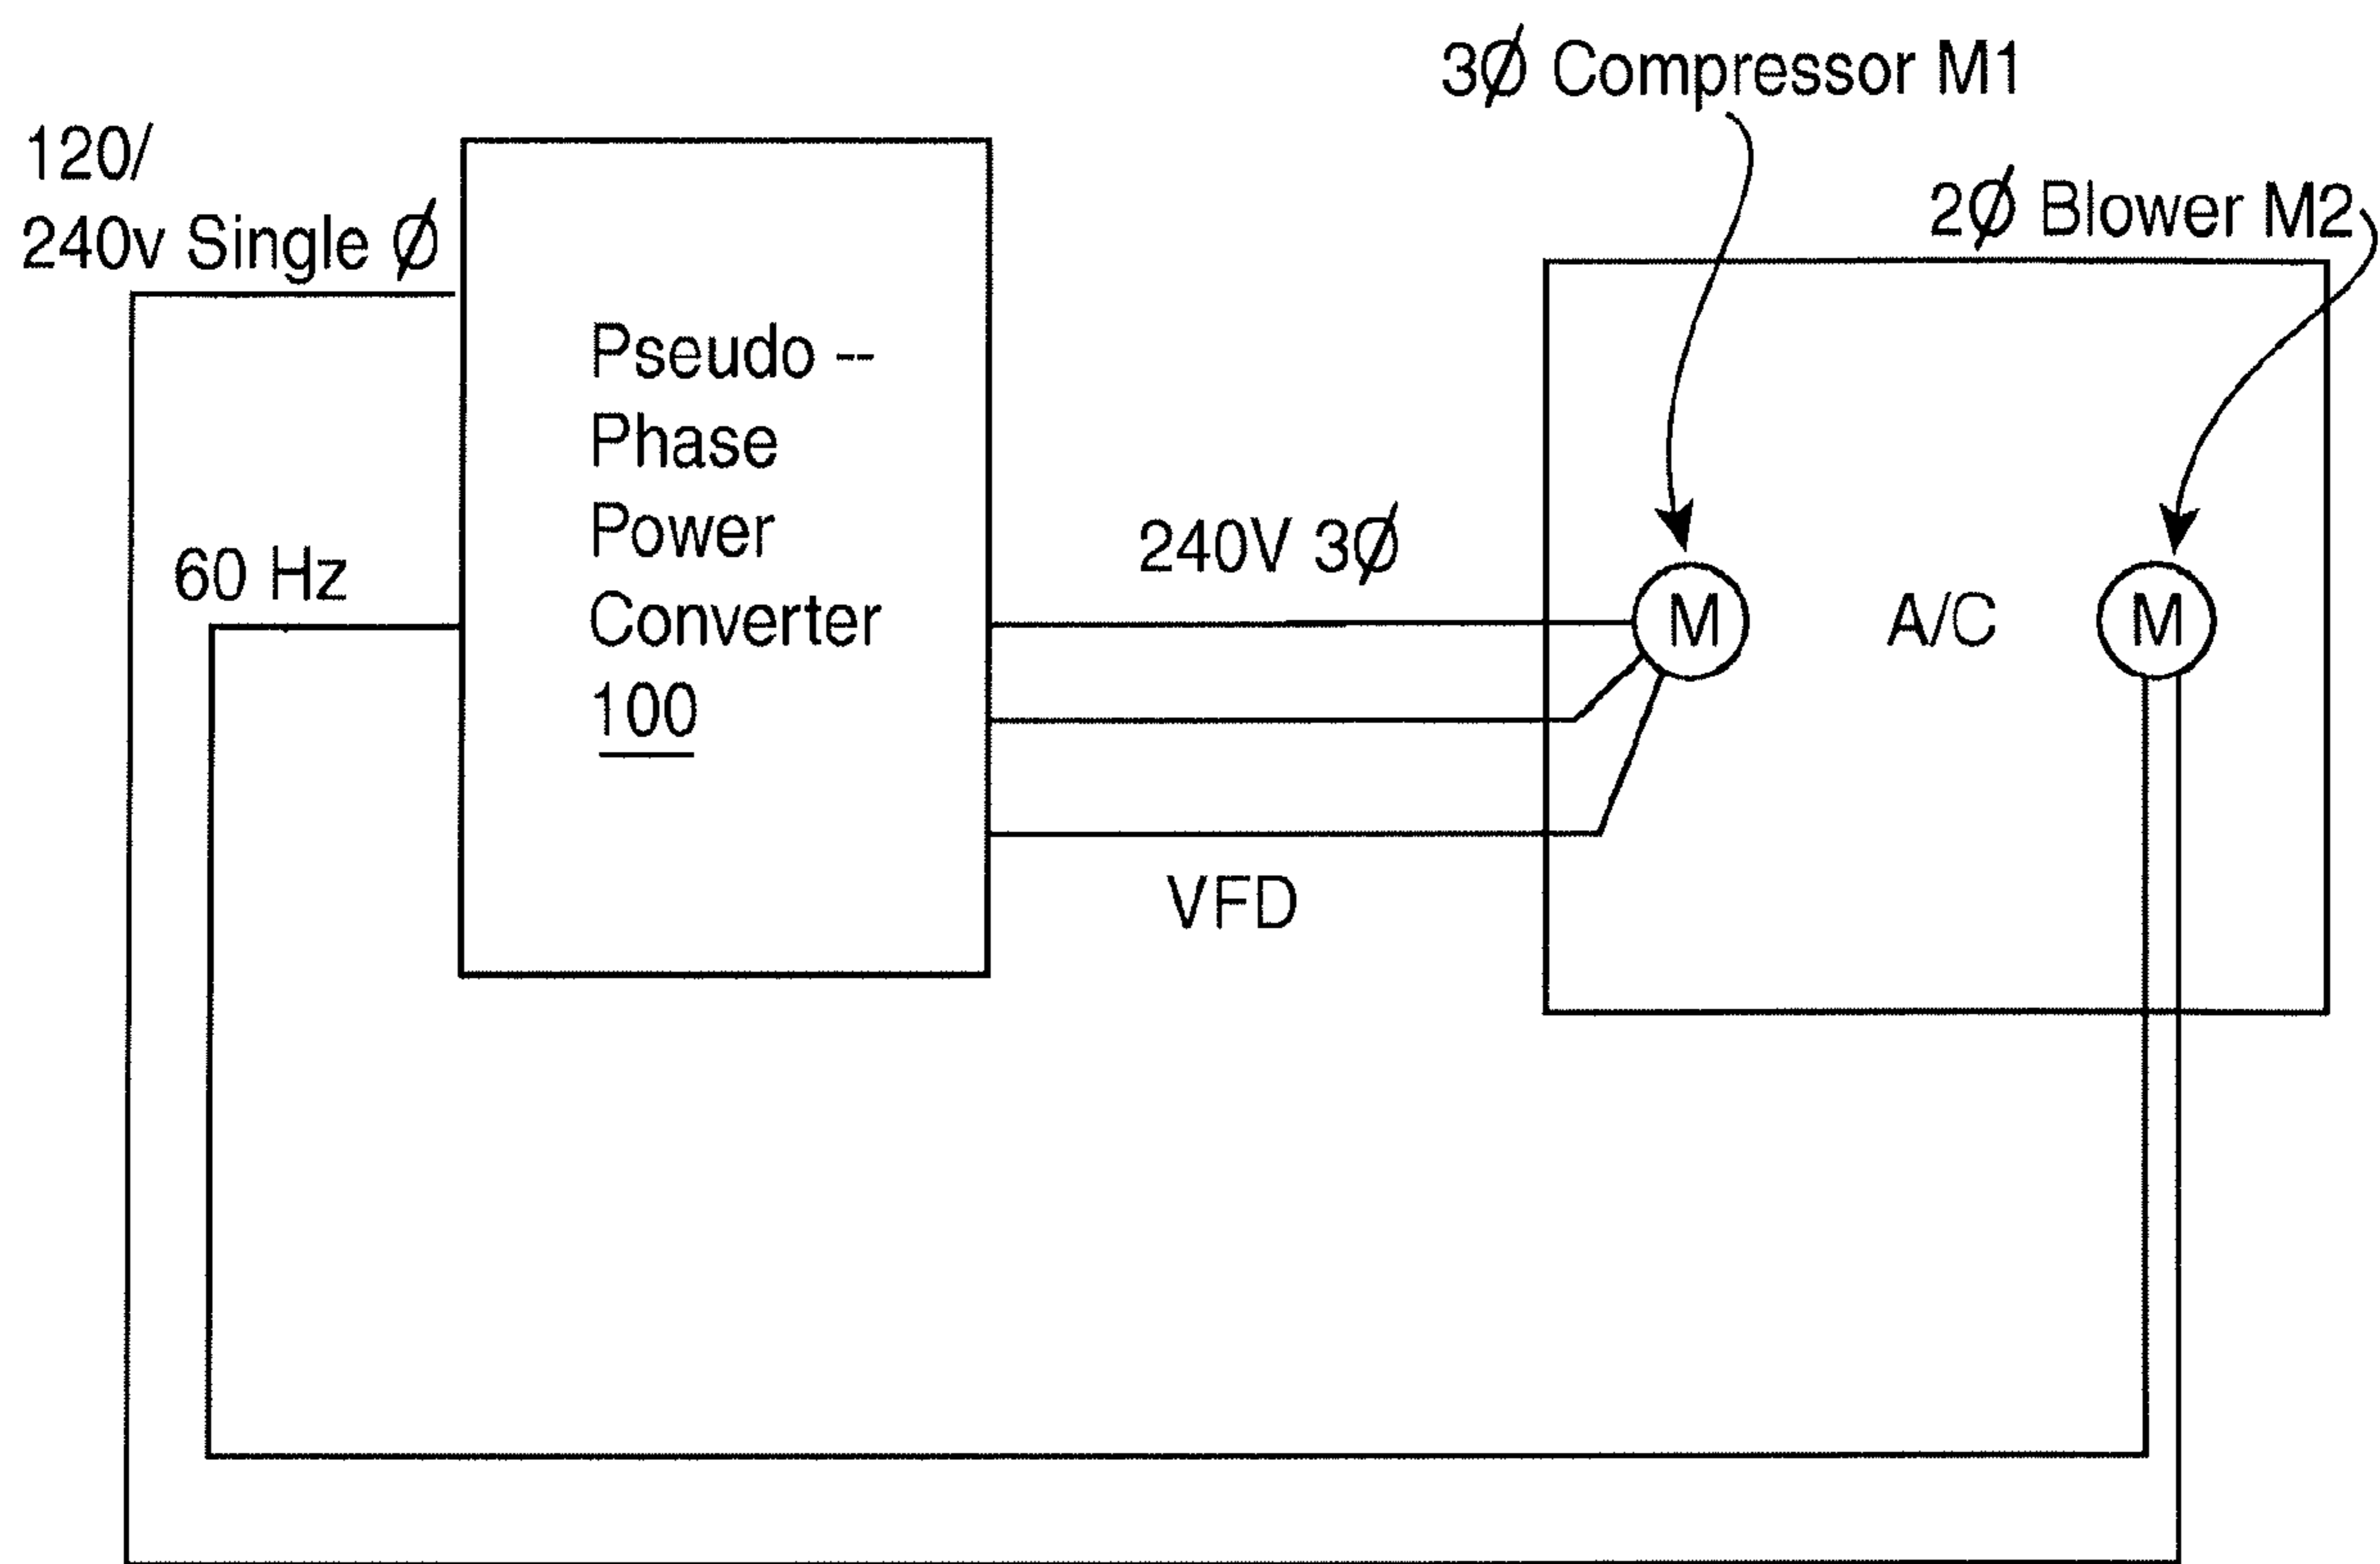 3Ø Compressor M1
120/
240v Single Ø
2Ø Blower M2
Pseudo --
Phase
Power
Converter
100
60 Hz
240V 3Ø
VFD
M
A/C
M